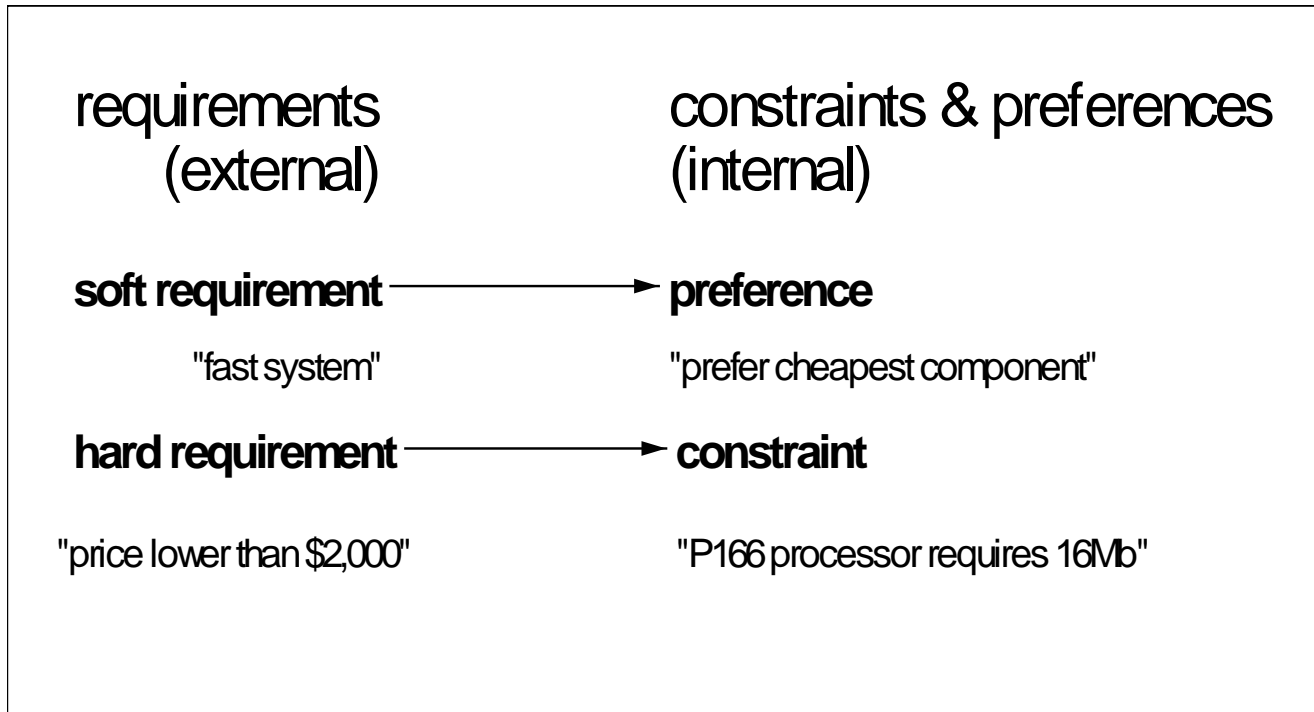 requirements
(external)
constraints & preferences
(internal)
soft requirement
preference
"fast system"
"prefer cheapest component"
hard requirement
constraint
"price lower than $2,000"
"P166 processor requires 16Mb"